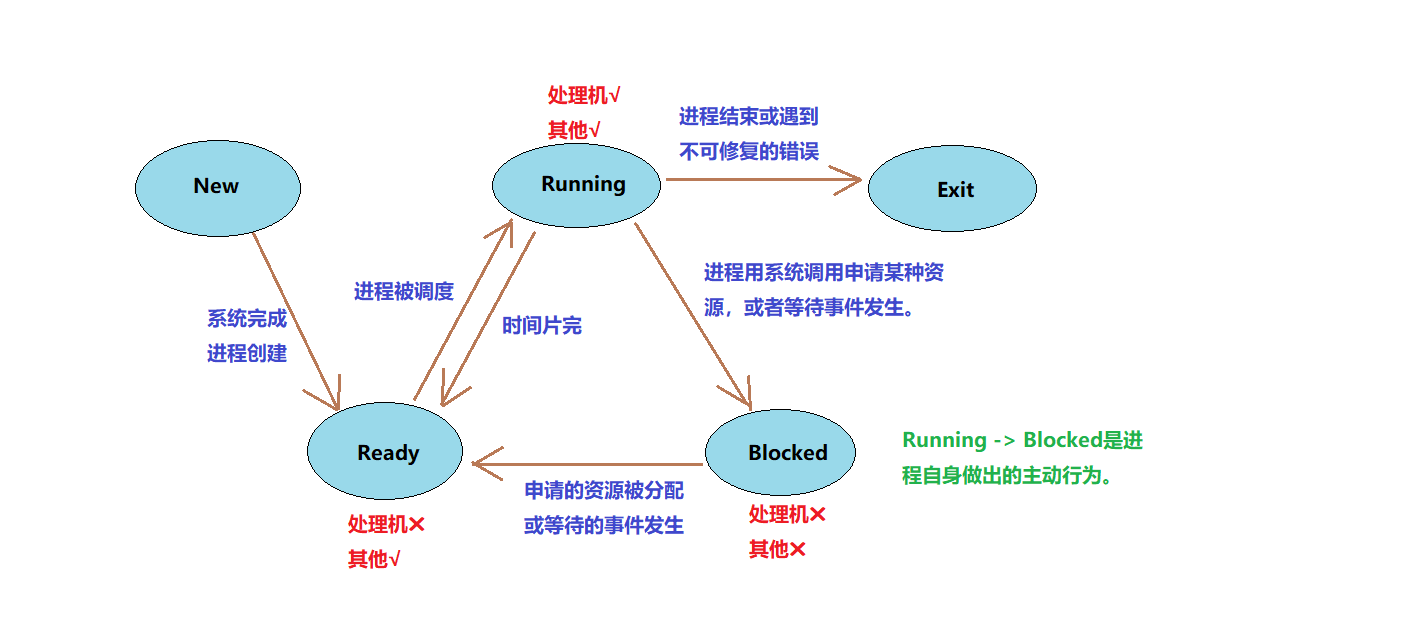 处理机√
其他√
进程结束或遇到
不可修复的错误
New
Running
Exit
进程用系统调用申请某种资
源，或者等待事件发生。
进程被调度
系统完成
进程创建
时间片完
Ready
Blocked
Running -> Blocked是进
程自身做出的主动行为。
申请的资源被分配
或等待的事件发生
处理机×
其他√
处理机×
其他×